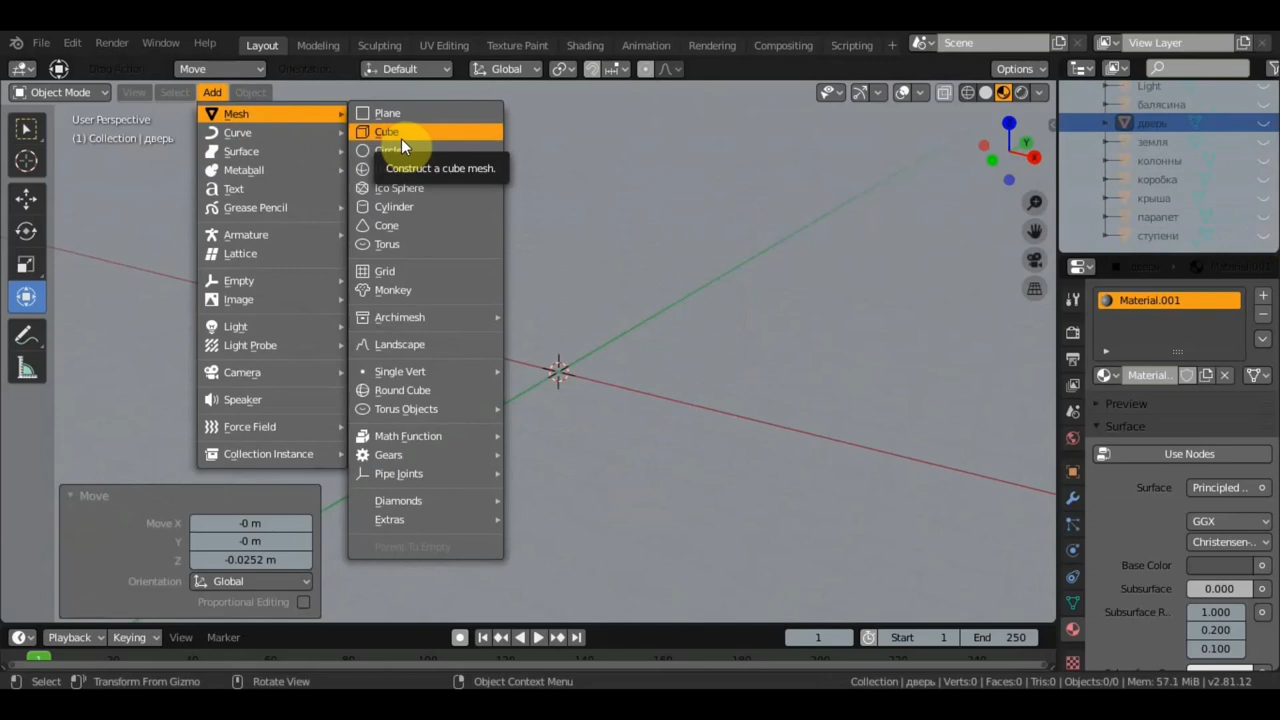 File Edit Render Window Help Layout Modeling Sculpting UV Editing Texture Paint Shading Animation Rendering Compositing Scripting + Scene View Layer
Move Default Global Options
Object Mode View Select Add Object
User Perspective
(1) Collection | дверь
Mesh
Curve
Surface
Metaball
Text
Grease Pencil
Armature
Lattice
Empty
Image
Light
Light Probe
Camera
Speaker
Force Field
Collection Instance
Plane
Cube
Construct a cube mesh.
Ico Sphere
Cylinder
Cone
Torus
Grid
Monkey
Archimesh
Landscape
Single Vert
Round Cube
Torus Objects
Math Function
Gears
Pipe Joints
Diamonds
Extras
Parent To Empty
Z
Y
X
Light
балясина
дверь
земля
колонны
коробка
крыша
парапет
ступени
Material.001
Material..
Preview
Surface
Use Nodes
Surface Principled ..
GGX
Christensen-..
Base Color
Subsurface 0.000
Subsurface R.. 1.000
0.200
0.100
Move
Move X -0 m
Y -0 m
Z -0.0252 m
Orientation Global
Proportional Editing
Playback Keying View Marker 1 Start 1 End 250
Select Transform From Gizmo Rotate View Object Context Menu Collection | дверь | Verts:0 | Faces:0 | Tris:0 | Objects:0/0 | Mem: 57.1 MiB | v2.81.12